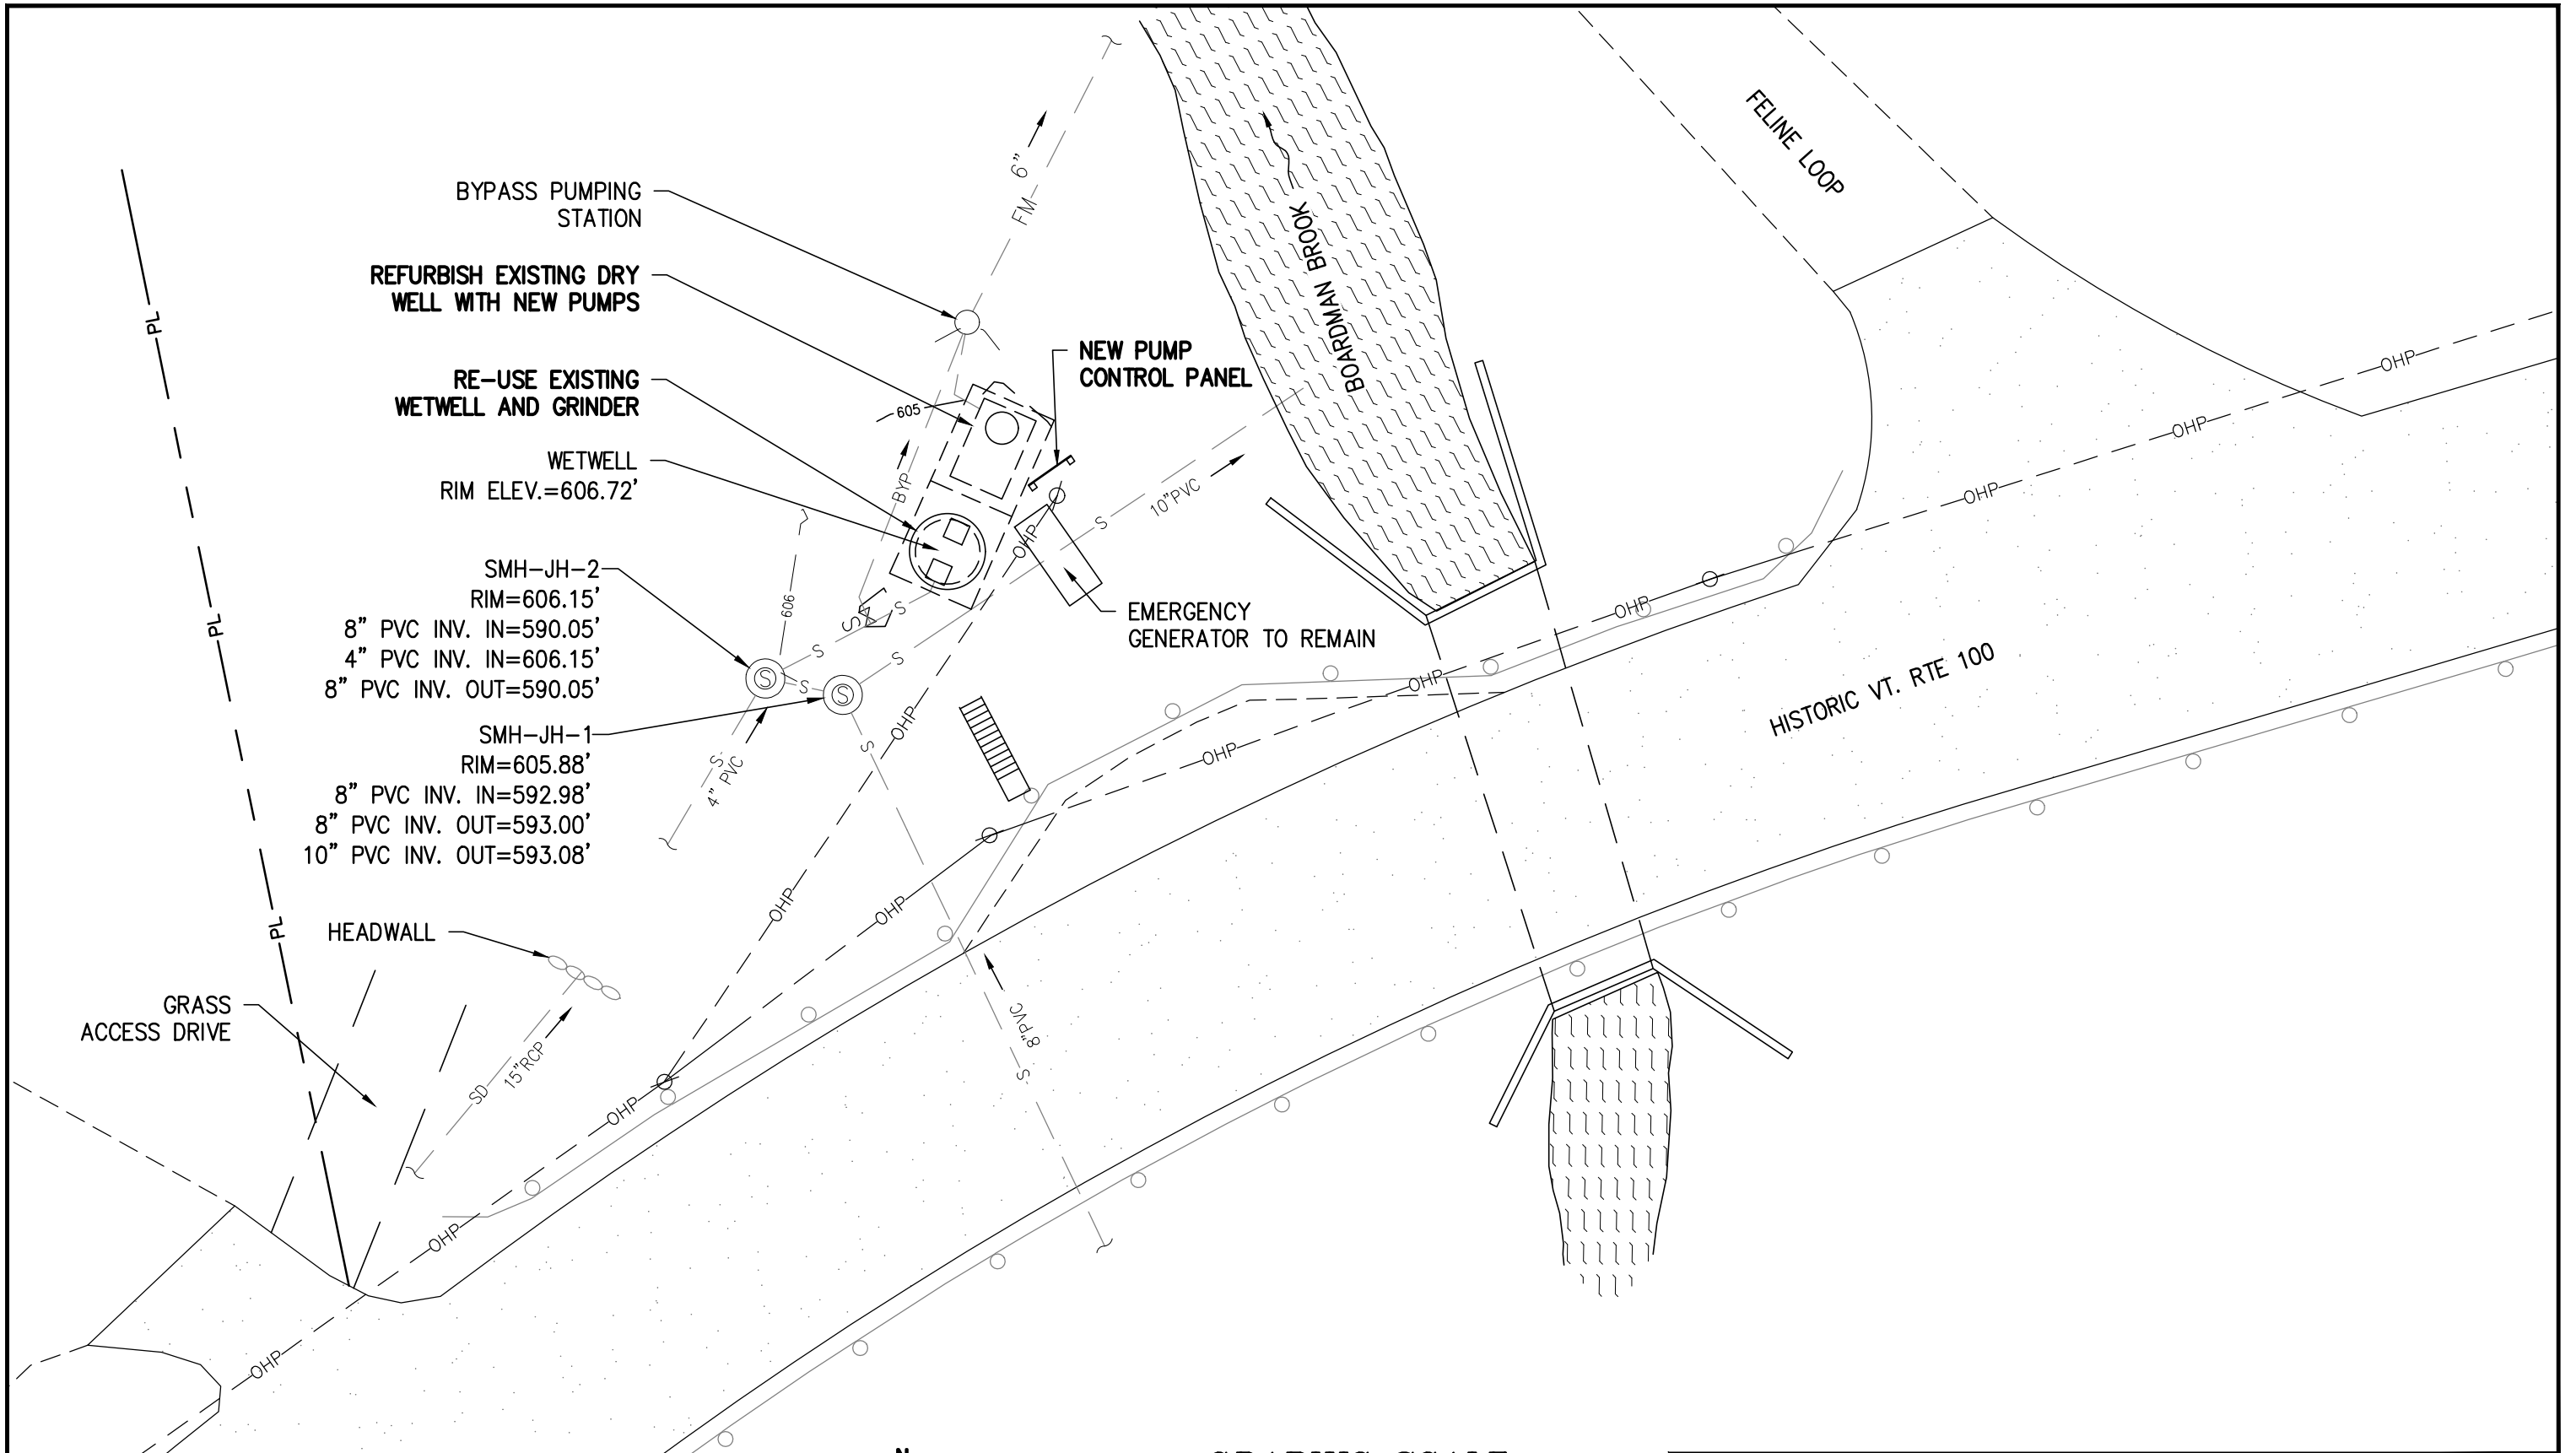 BYPASS PUMPING
STATION
REFURBISH EXISTING DRY
WELL WITH NEW PUMPS
RE-USE EXISTING
WETWELL AND GRINDER
WETWELL
RIM ELEV.=606.72'
SMH-JH-2
RIM=606.15'
8" PVC INV. IN=590.05'
4" PVC INV. IN=606.15'
8" PVC INV. OUT=590.05'
SMH-JH-1
RIM=605.88'
8" PVC INV. IN=592.98'
8" PVC INV. OUT=593.00'
10" PVC INV. OUT=593.08'
HEADWALL
GRASS
ACCESS DRIVE
PL
PL
PL
FM
6"
NEW PUMP
CONTROL PANEL
605
BYP
606
S
S
S
S
S
S
S
S
S
S
S
4" PVC
10"PVC
8"PVC
SD
15"RCP
EMERGENCY
GENERATOR TO REMAIN
BOARDMAN BROOK
FELINE LOOP
HISTORIC VT. RTE 100
OHP
OHP
OHP
OHP
OHP
OHP
OHP
OHP
OHP
OHP
OHP
OHP
OHP
N